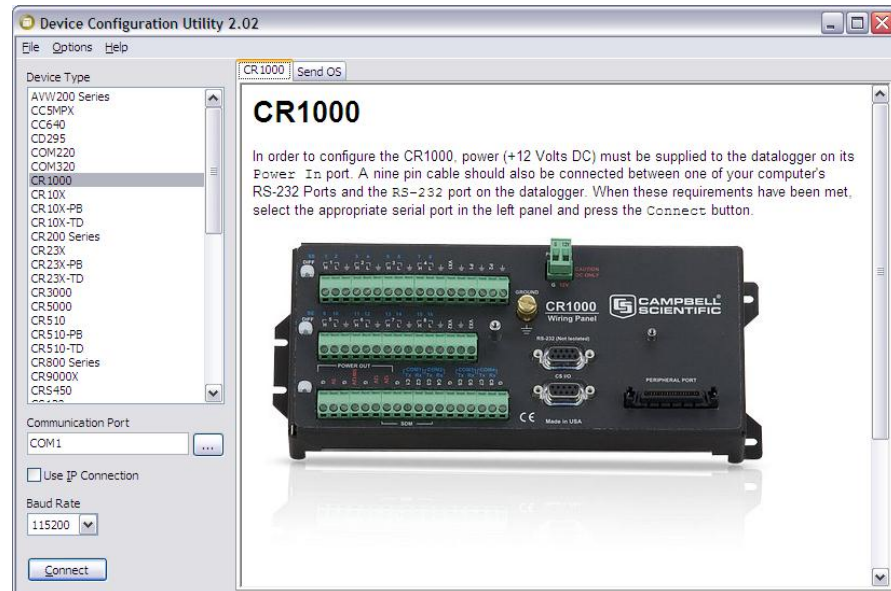 Device Configuration Utility 2.02
File Options Help
Device Type
AVW200 Series
CC5MPX
CC640
CD295
COM220
COM320
CR1000
CR10X
CR10X-PB
CR10X-TD
CR200 Series
CR23X
CR23X-PB
CR23X-TD
CR3000
CR5000
CR510
CR510-PB
CR510-TD
CR800 Series
CR9000X
CRS450
Communication Port
COM1
...
Use IP Connection
Baud Rate
115200
Connect
CR1000 Send OS
CR1000
In order to configure the CR1000, power (+12 Volts DC) must be supplied to the datalogger on its
Power In port. A nine pin cable should also be connected between one of your computer's
RS-232 Ports and the RS-232 port on the datalogger. When these requirements have been met,
select the appropriate serial port in the left panel and press the Connect button.
CAUTION
DC ONLY
G 12V
GROUND
CR1000
Wiring Panel
CAMPBELL
SCIENTIFIC
RS-232 (Not Isolated)
CS I/O
PERIPHERAL PORT
POWER OUT
SDM
CE Made in USA